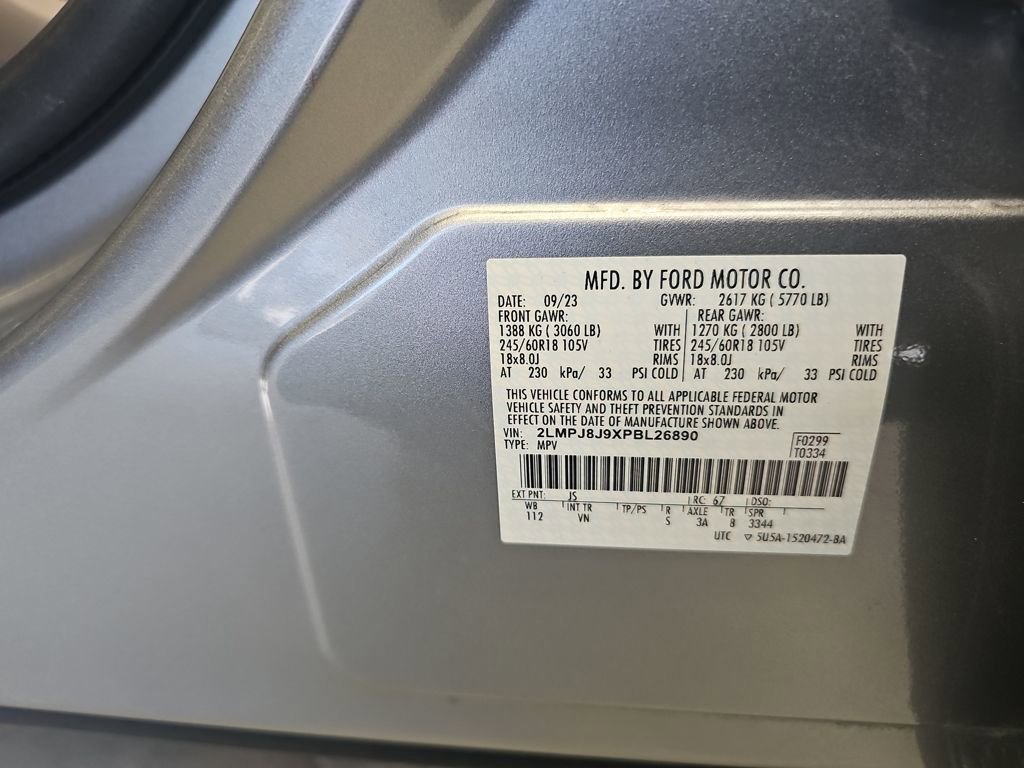 MFD. BY FORD MOTOR CO.
DATE: 09/23 GVWR: 2617 KG ( 5770 LB)
FRONT GAWR: REAR GAWR:
1388 KG ( 3060 LB) WITH 1270 KG ( 2800 LB) WITH
245/60R18 105V TIRES 245/60R18 105V TIRES
18x8.0J RIMS 18x8.0J RIMS
AT 230 kPa/ 33 PSI COLD AT 230 kPa/ 33 PSI COLD
THIS VEHICLE CONFORMS TO ALL APPLICABLE FEDERAL MOTOR
VEHICLE SAFETY AND THEFT PREVENTION STANDARDS IN
EFFECT ON THE DATE OF MANUFACTURE SHOWN ABOVE.
VIN: 2LMPJ8J9XPBL26890
TYPE: MPV
F0299
T0334
EXT PNT: JS RC: 67 DSO:
WB INT TR TP/PS R AXLE TR SPR
112 VN S 3A 8 3344
UTC ▽ 5U5A-1520472-BA